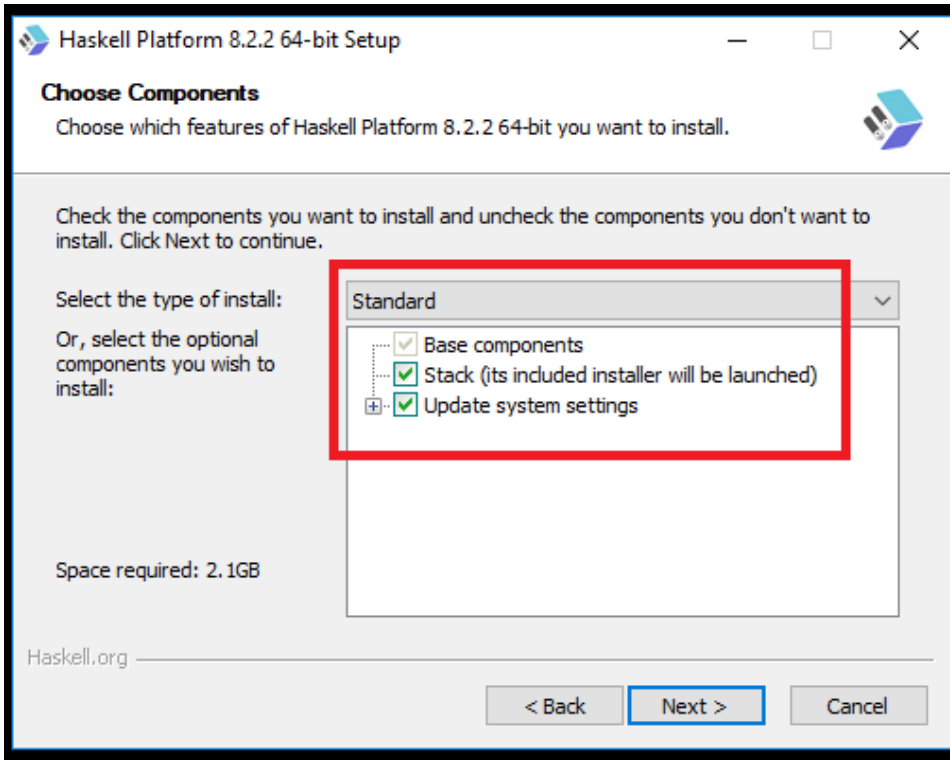 Haskell Platform 8.2.2 64-bit Setup
Choose Components
Choose which features of Haskell Platform 8.2.2 64-bit you want to install.
Check the components you want to install and uncheck the components you don't want to
install. Click Next to continue.
Select the type of install:
Standard
Or, select the optional
components you wish to
install:
Base components
Stack (its included installer will be launched)
Update system settings
Space required: 2.1GB
Haskell.org
< Back
Next >
Cancel